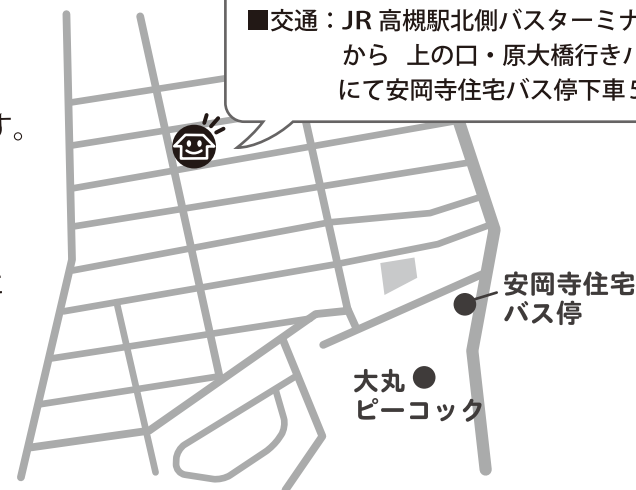 ■交通：JR 高槻駅北側バスターミナ
から 上の口・原大橋行きバ
にて安岡寺住宅バス停下車5
す。
安岡寺住宅
バス停
大丸
ピーコック